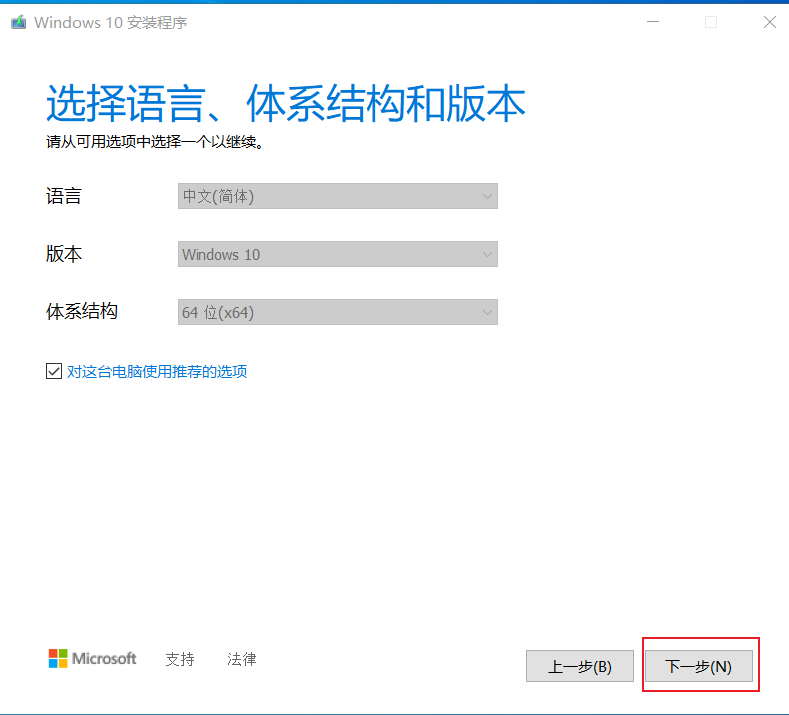 Windows 10 安装程序
选择语言、体系结构和版本
请从可用选项中选择一个以继续。
语言 中文(简体)
版本 Windows 10
体系结构 64 位(x64)
对这台电脑使用推荐的选项
Microsoft 支持 法律 上一步(B) 下一步(N)